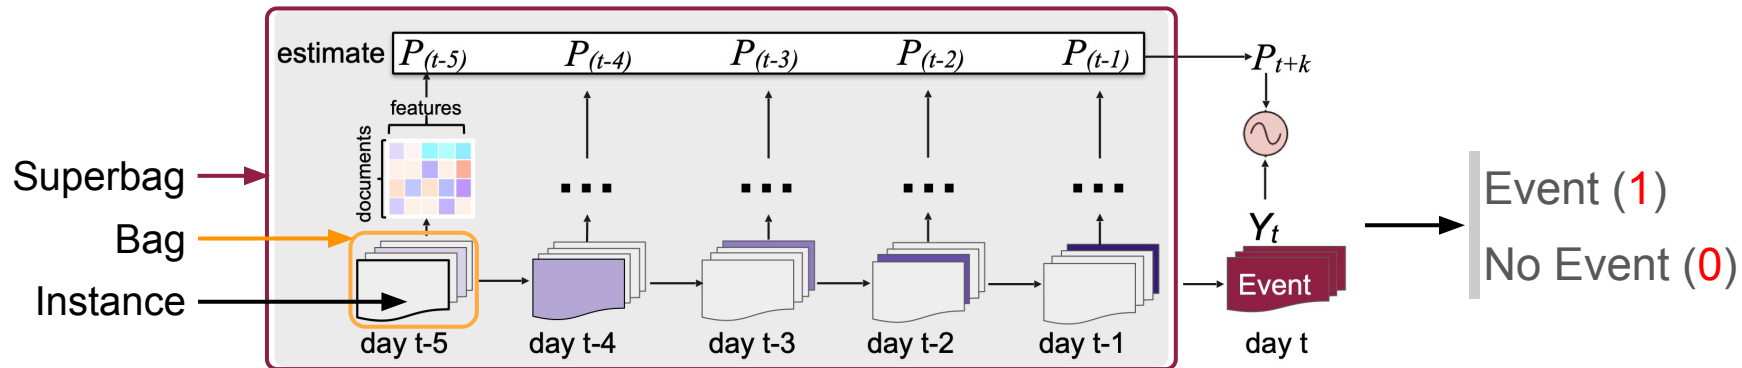 estimate P(t-5) P(t-4) P(t-3) P(t-2) P(t-1) Pt+k
features
documents
Superbag
Bag
Instance
Yt
Event
Event (1)
No Event (0)
day t-5 day t-4 day t-3 day t-2 day t-1 day t